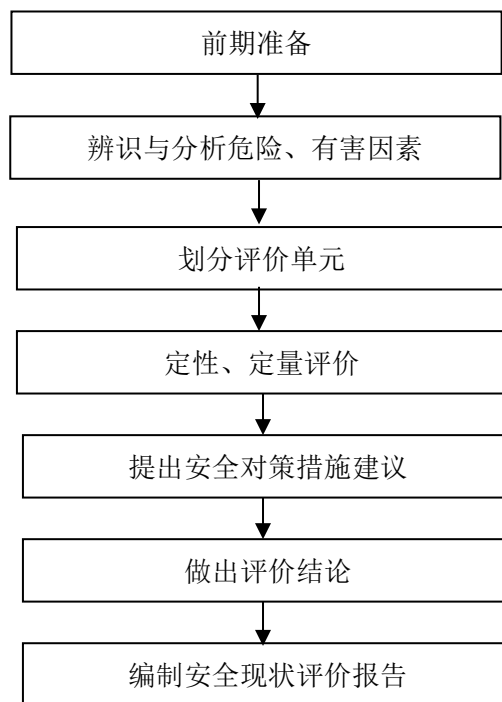 前期准备
辨识与分析危险、有害因素
划分评价单元
定性、定量评价
提出安全对策措施建议
做出评价结论
编制安全现状评价报告